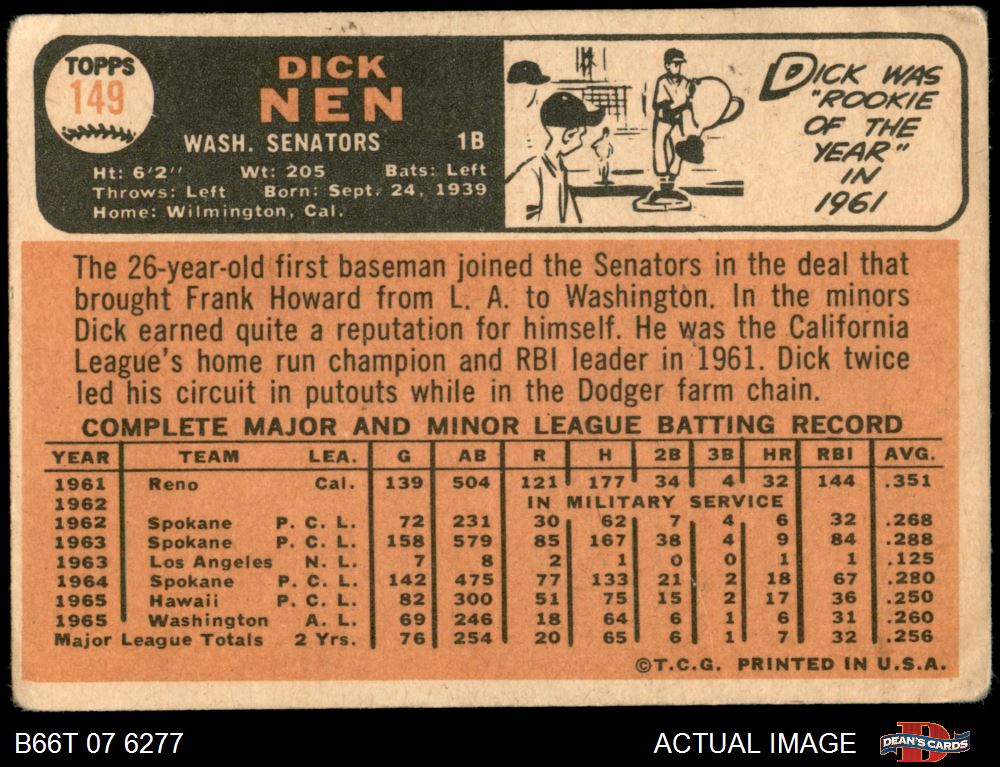 TOPPS
149
DICK
NEN
WASH. SENATORS 1B
Ht: 6'2" Wt: 205 Bats: Left
Throws: Left Born: Sept. 24, 1939
Home: Wilmington, Cal.
DICK WAS
"ROOKIE
OF THE
YEAR"
IN
1961
The 26-year-old first baseman joined the Senators in the deal that
brought Frank Howard from L. A. to Washington. In the minors
Dick earned quite a reputation for himself. He was the California
League's home run champion and RBI leader in 1961. Dick twice
led his circuit in putouts while in the Dodger farm chain.
COMPLETE MAJOR AND MINOR LEAGUE BATTING RECORD
YEAR TEAM LEA. G AB R H 2B 3B HR RBI AVG.
1961 Reno Cal. 139 504 121 177 34 4 32 144 .351
1962 IN MILITARY SERVICE
1962 Spokane P. C. L. 72 231 30 62 7 4 6 32 .268
1963 Spokane P. C. L. 158 579 85 167 38 4 9 84 .288
1963 Los Angeles N. L. 7 8 2 1 0 0 1 1 .125
1964 Spokane P. C. L. 142 475 77 133 21 2 18 67 .280
1965 Hawaii P. C. L. 82 300 51 75 15 2 17 36 .250
1965 Washington A. L. 69 246 18 64 6 1 6 31 .260
Major League Totals 2 Yrs. 76 254 20 65 6 1 7 32 .256
©T.C.G. PRINTED IN U.S.A.
B66T 07 6277
ACTUAL IMAGE
DEAN'S CARDS